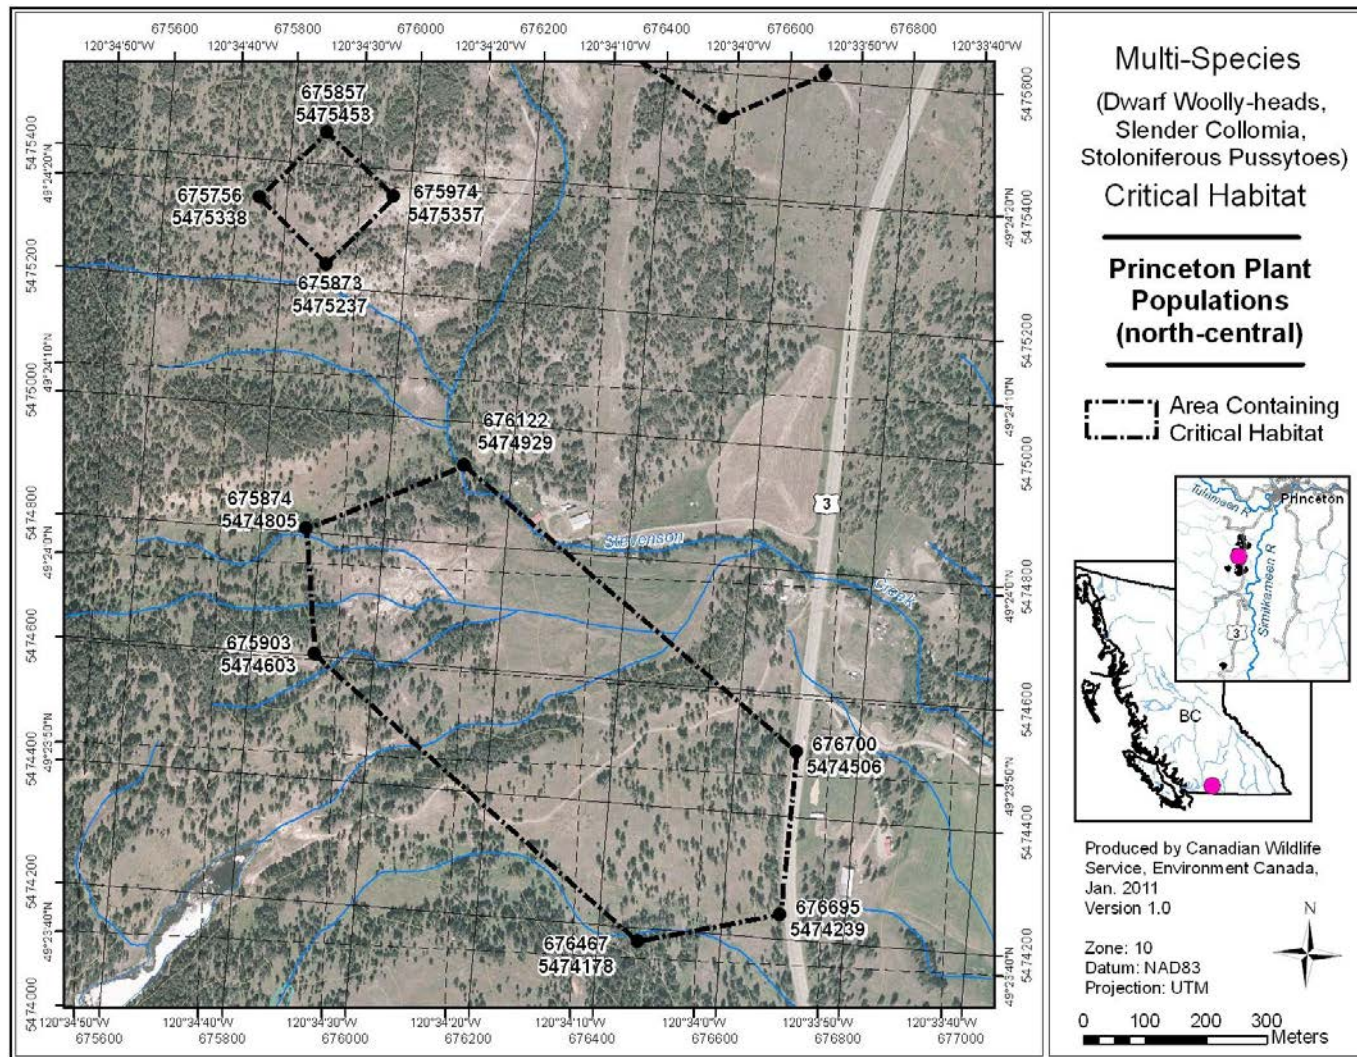 675600 675800 676000 676200 676400 676600 676800
120°34'50"W 120°34'40"W 120°34'30"W 120°34'20"W 120°34'10"W 120°34'0"W 120°33'50"W 120°33'40"W
5475400
49°24'20"N
5475200
49°24'10"N
5475000
5474800
49°24'0"N
5474600
49°23'50"N
5474400
5474200
49°23'40"N
5474000
675857
5475453
675756
5475338
675974
5475357
675873
5475237
676122
5474929
675874
5474805
675903
5474603
676700
5474506
676695
5474239
676467
5474178
3
Stevenson
Creek
5475600
5475400
49°24'20"N
5475200
49°24'10"N
5475000
5474800
49°24'0"N
5474600
49°23'50"N
5474400
5474200
49°23'40"N
120°34'50"W 120°34'40"W 120°34'30"W 120°34'20"W 120°34'10"W 120°34'0"W 120°33'50"W 120°33'40"W
675600 675800 676000 676200 676400 676600 676800 677000
Multi-Species
(Dwarf Woolly-heads,
Slender Collomia,
Stoloniferous Pussytoes)
Critical Habitat
Princeton Plant
Populations
(north-central)
Area Containing
Critical Habitat
Tulameen R
Princeton
Similkameen R
3
BC
Produced by Canadian Wildlife
Service, Environment Canada,
Jan. 2011
Version 1.0
N
Zone: 10
Datum: NAD83
Projection: UTM
0 50 100 200 300
Meters